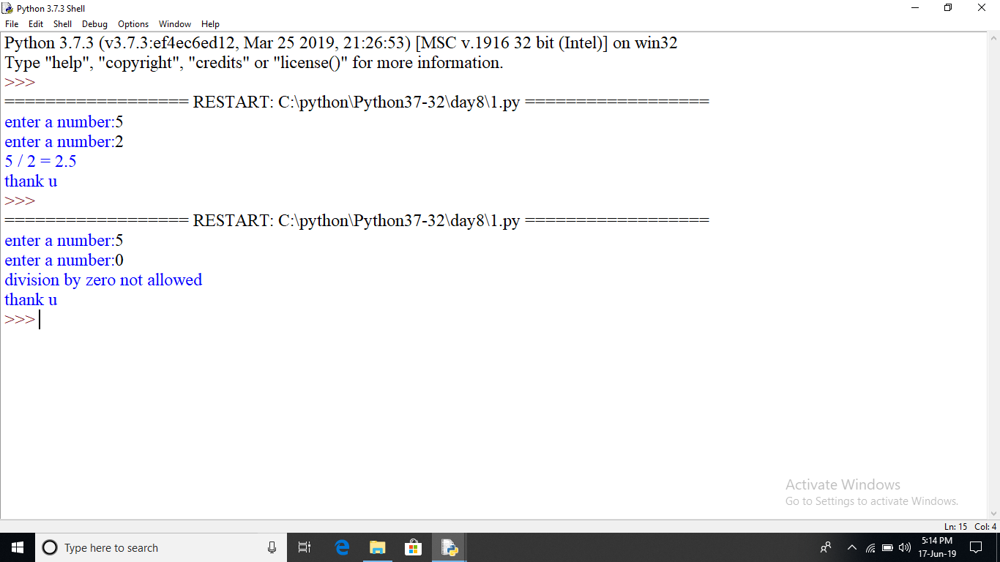 Python 3.7.3 Shell
File Edit Shell Debug Options Window Help
Python 3.7.3 (v3.7.3:ef4ec6ed12, Mar 25 2019, 21:26:53) [MSC v.1916 32 bit (Intel)] on win32
Type "help", "copyright", "credits" or "license()" for more information.
>>>
================== RESTART: C:\python\Python37-32\day8\1.py ==================
enter a number:5
enter a number:2
5 / 2 = 2.5
thank u
>>>
================== RESTART: C:\python\Python37-32\day8\1.py ==================
enter a number:5
enter a number:0
division by zero not allowed
thank u
>>>
Activate Windows
Go to Settings to activate Windows.
Ln: 15 Col: 4
Type here to search
5:14 PM
17-Jun-19